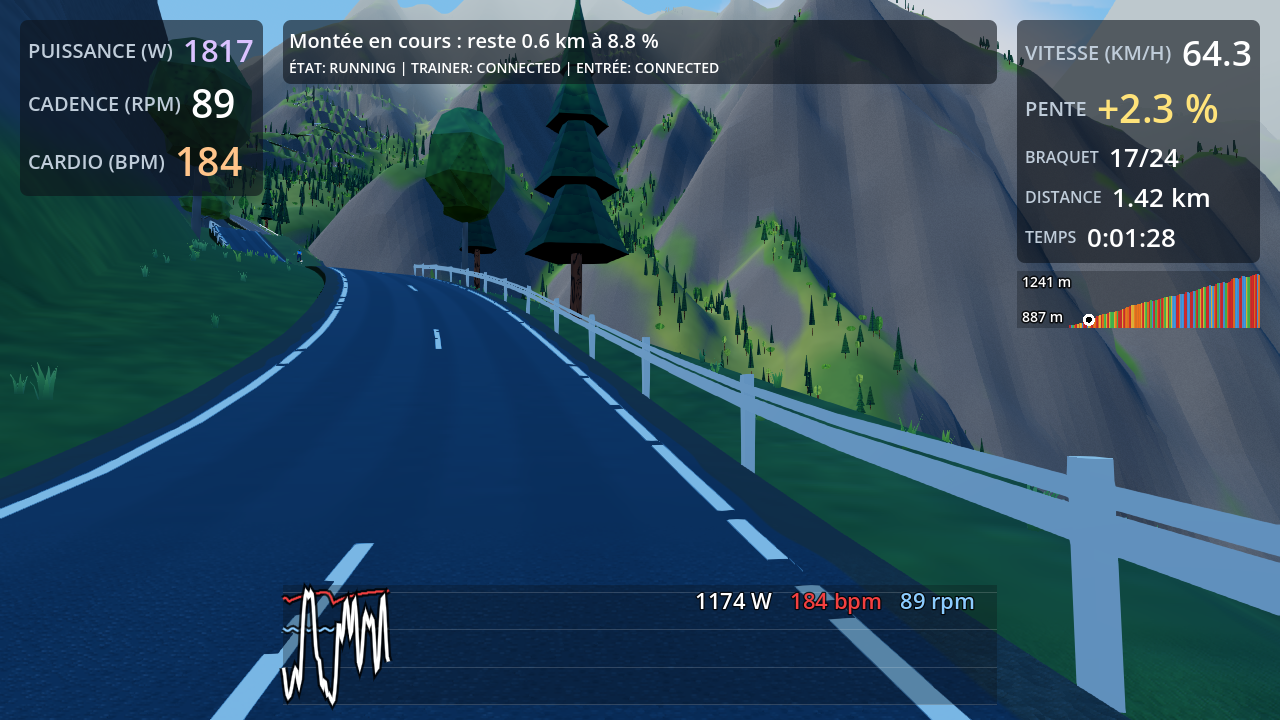 PUISSANCE (W) 1817
CADENCE (RPM) 89
CARDIO (BPM) 184
Montée en cours : reste 0.6 km à 8.8 %
ÉTAT: RUNNING | TRAINER: CONNECTED | ENTRÉE: CONNECTED
VITESSE (KM/H) 64.3
PENTE +2.3 %
BRAQUET 17/24
DISTANCE 1.42 km
TEMPS 0:01:28
1241 m
887 m
1174 W 184 bpm 89 rpm